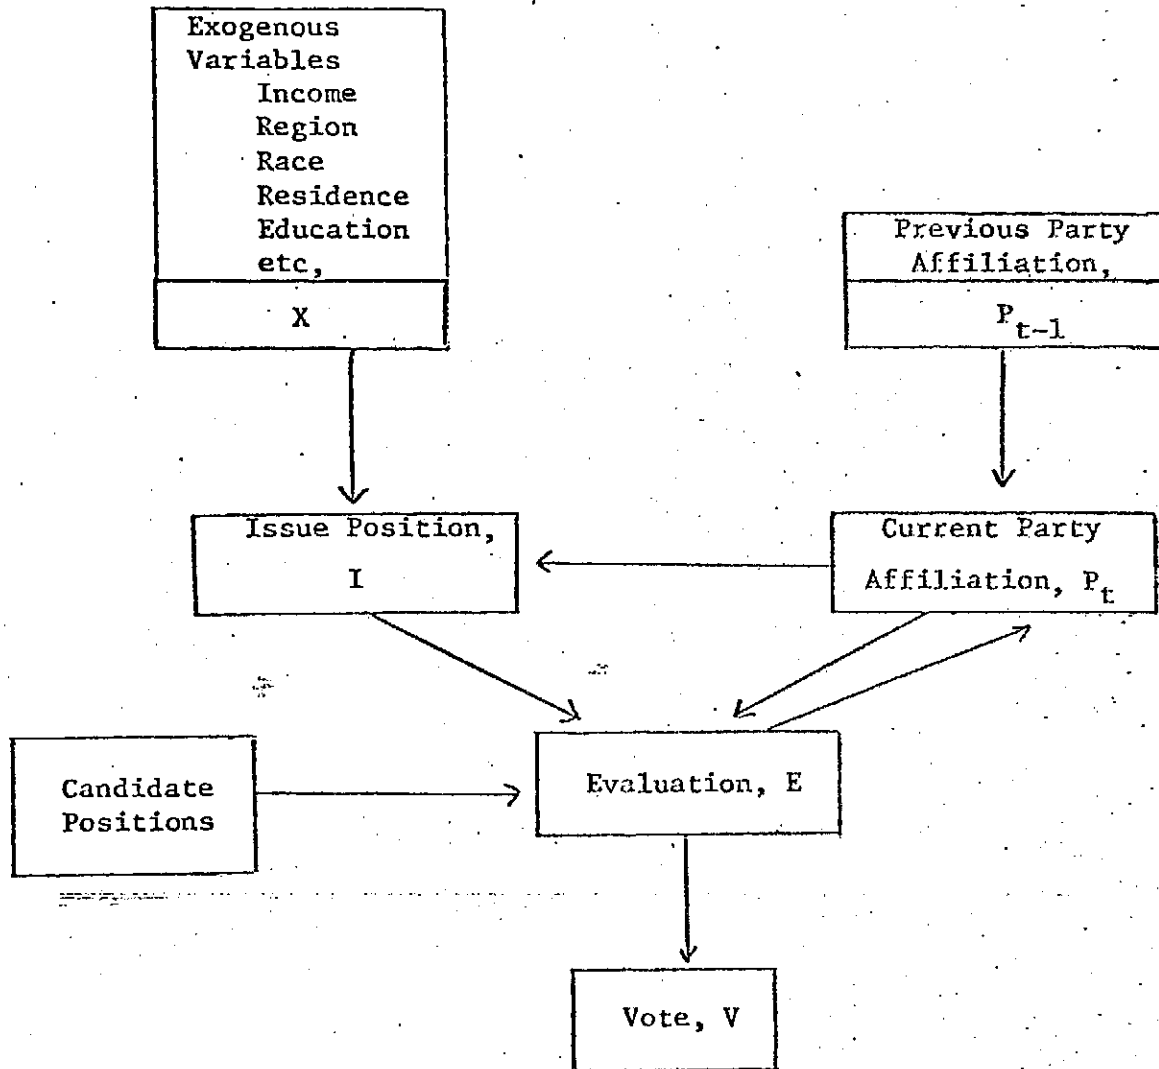 Exogenous
Variables
Income
Region
Race
Residence
Education
etc,
X
Previous Party
Affiliation,
P_{t-1}
Issue Position,
I
Current Party
Affiliation, P_t
Candidate
Positions
Evaluation, E
Vote, V